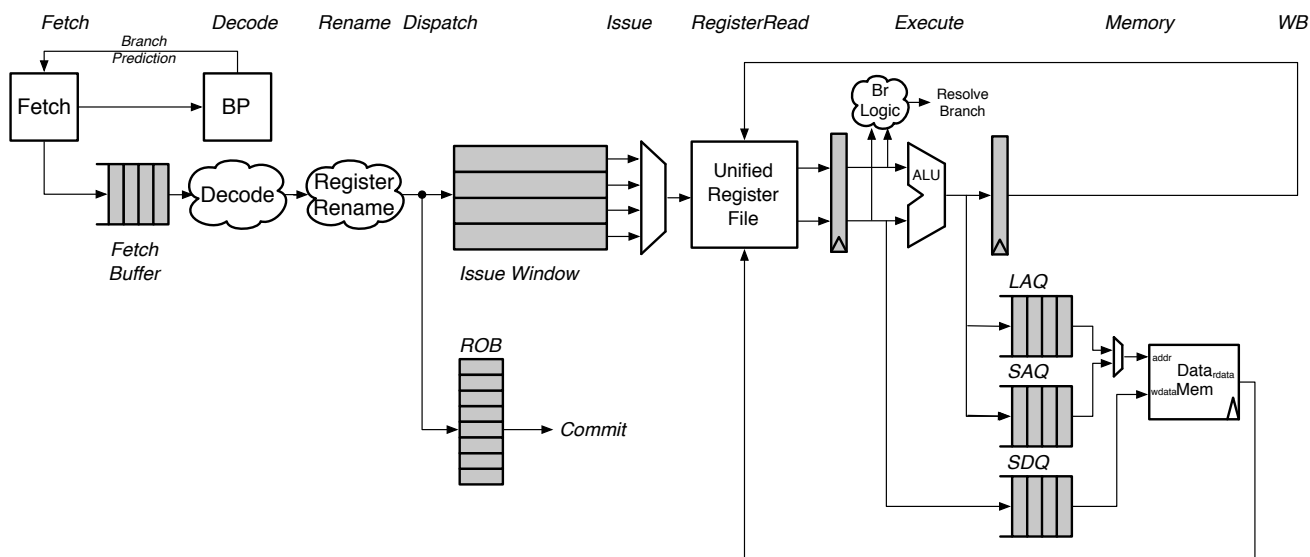 Fetch
Decode
Rename
Dispatch
Issue
RegisterRead
Execute
Memory
WB
Branch
Prediction
Fetch
BP
Br
Logic
Resolve
Branch
Decode
Register
Rename
Unified
Register
File
ALU
Fetch
Buffer
Issue Window
LAQ
ROB
addr
Data
rdata
SAQ
wdata
Mem
Commit
SDQ